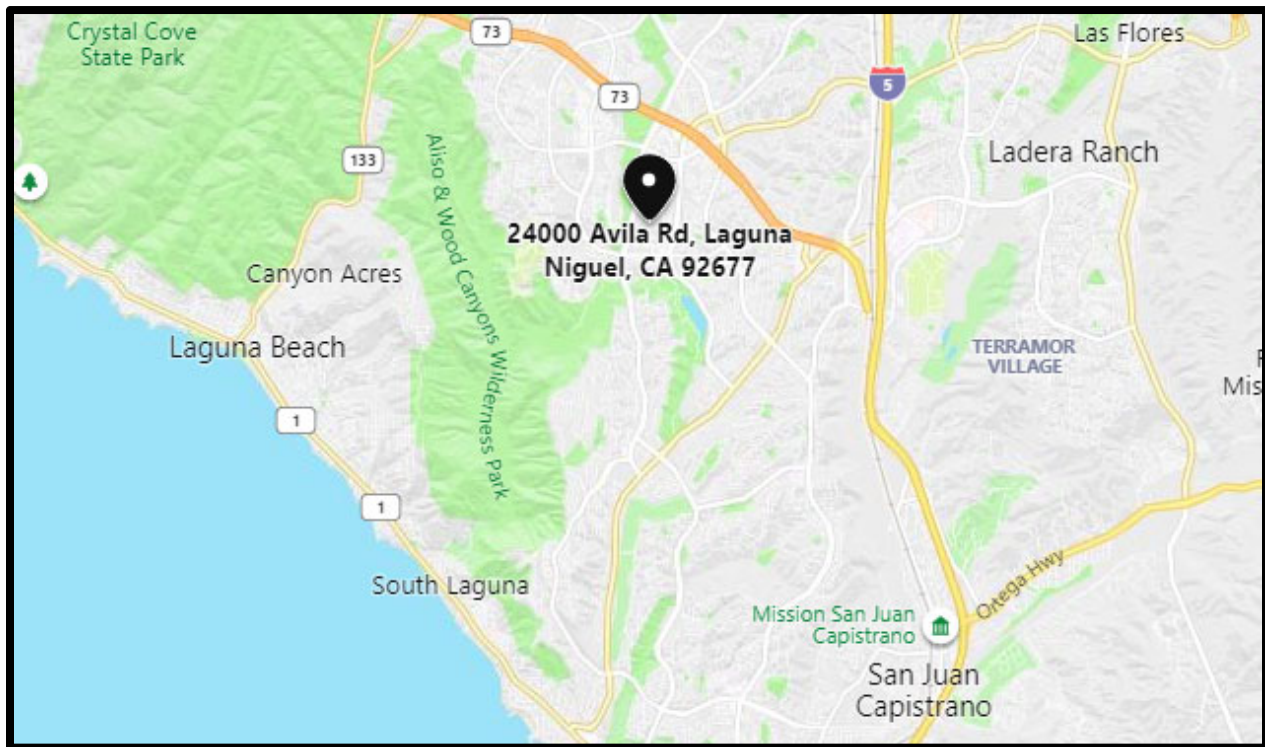 Crystal Cove
State Park
73
Las Flores
5
73
133
Ladera Ranch
Aliso & Wood Canyons Wilderness Park
24000 Avila Rd, Laguna
Niguel, CA 92677
Canyon Acres
Laguna Beach
TERRAMOR
VILLAGE
1
1
South Laguna
Ortega Hwy
Mission San Juan
Capistrano
San Juan
Capistrano